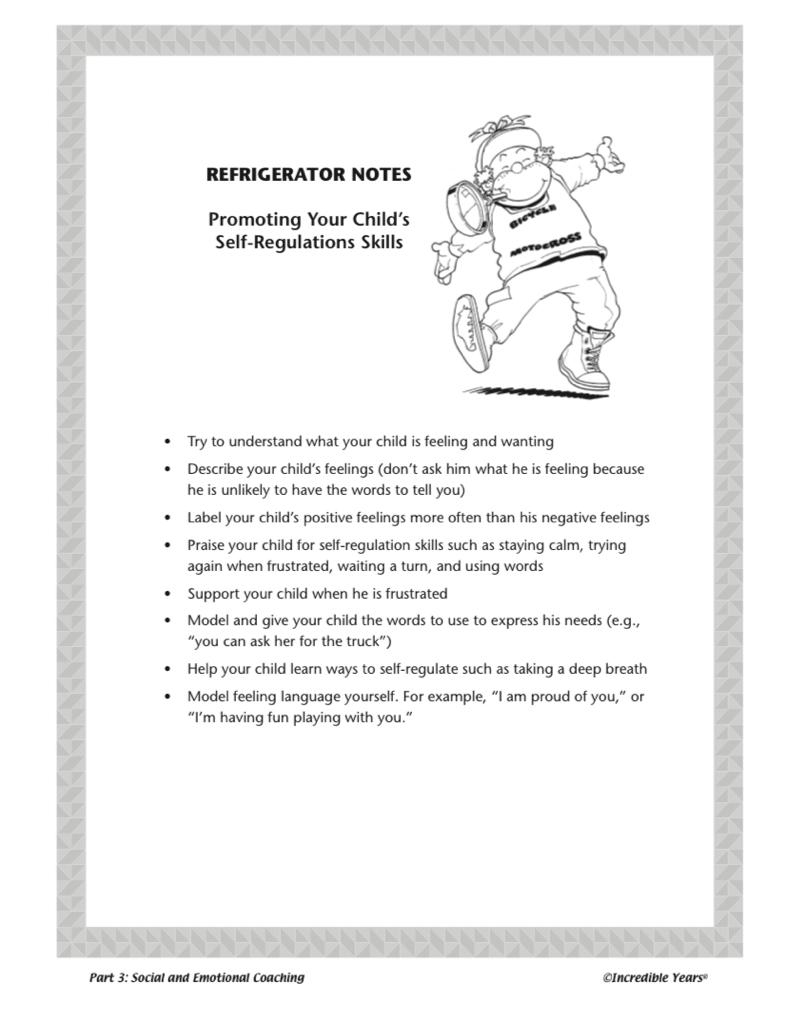 REFRIGERATOR NOTES
Promoting Your Child’s
Self-Regulations Skills
BICYCLE
MOTOCROSS
• Try to understand what your child is feeling and wanting
• Describe your child’s feelings (don’t ask him what he is feeling because
he is unlikely to have the words to tell you)
• Label your child’s positive feelings more often than his negative feelings
• Praise your child for self-regulation skills such as staying calm, trying
again when frustrated, waiting a turn, and using words
• Support your child when he is frustrated
• Model and give your child the words to use to express his needs (e.g.,
“you can ask her for the truck”)
• Help your child learn ways to self-regulate such as taking a deep breath
• Model feeling language yourself. For example, “I am proud of you,” or
“I’m having fun playing with you.”
Part 3: Social and Emotional Coaching
©Incredible Years®